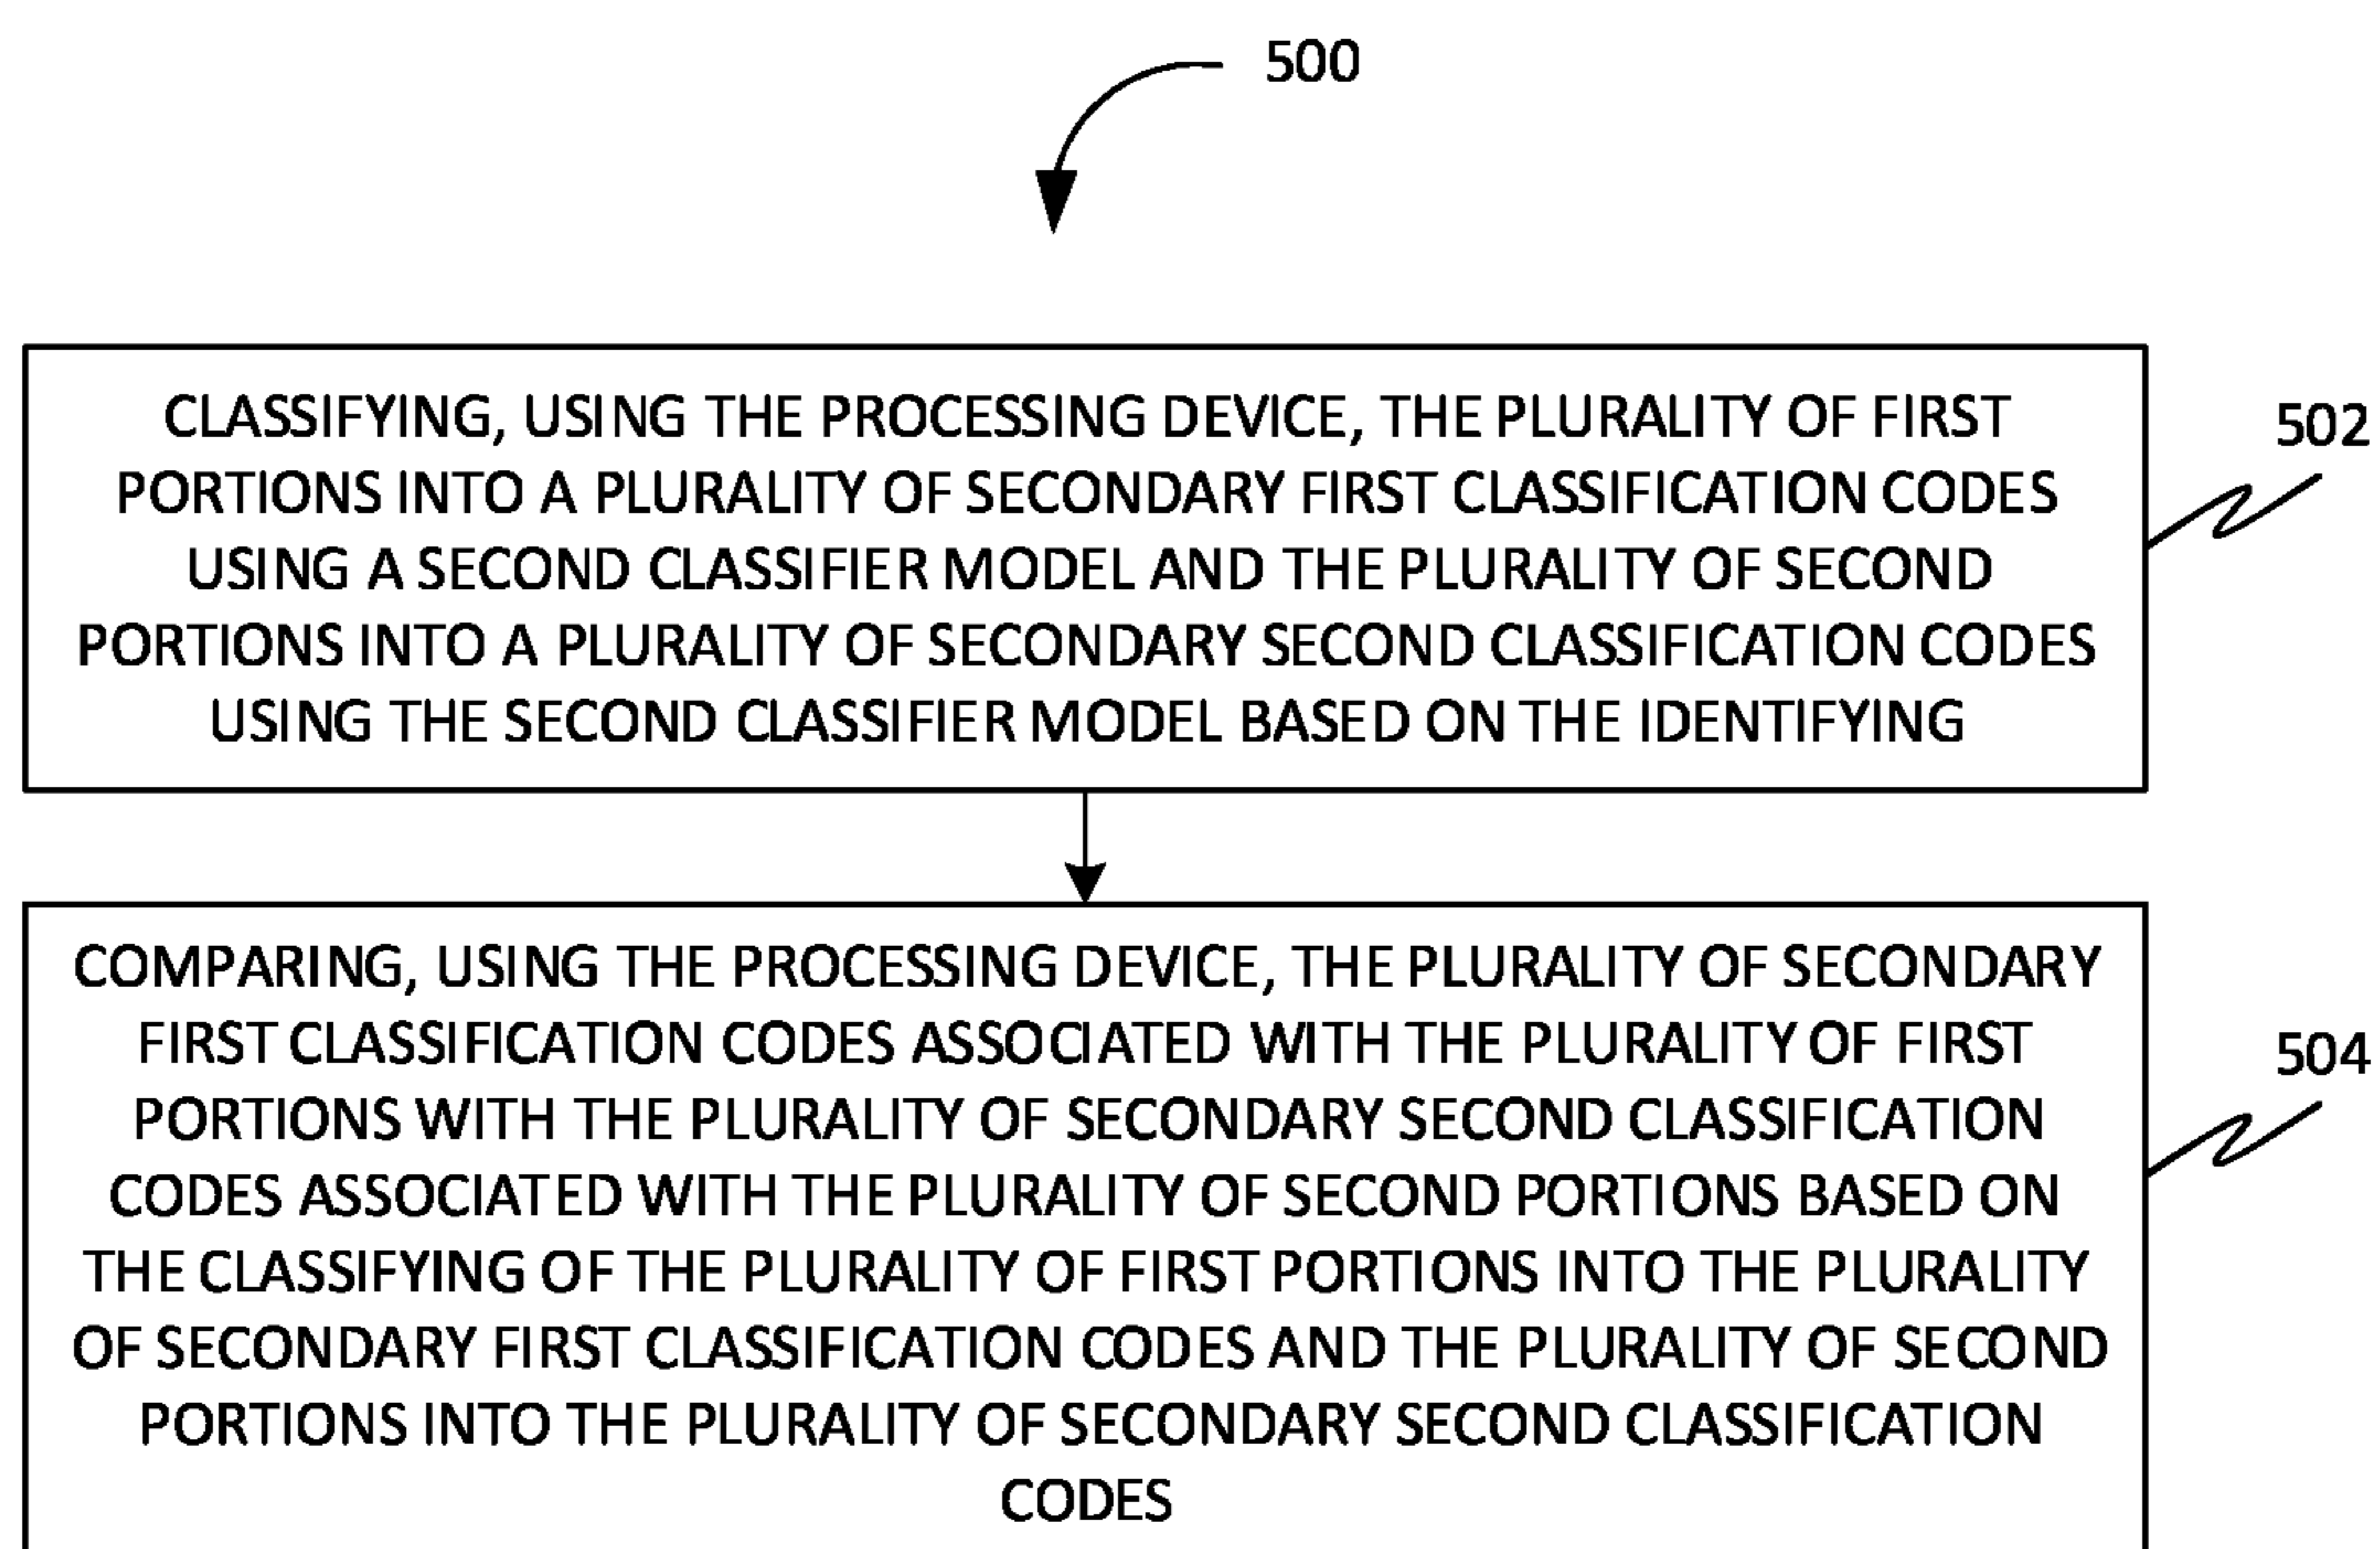 500
CLASSIFYING, USING THE PROCESSING DEVICE, THE PLURALITY OF FIRST
PORTIONS INTO A PLURALITY OF SECONDARY FIRST CLASSIFICATION CODES
USING A SECOND CLASSIFIER MODEL AND THE PLURALITY OF SECOND
PORTIONS INTO A PLURALITY OF SECONDARY SECOND CLASSIFICATION CODES
USING THE SECOND CLASSIFIER MODEL BASED ON THE IDENTIFYING
502
COMPARING, USING THE PROCESSING DEVICE, THE PLURALITY OF SECONDARY
FIRST CLASSIFICATION CODES ASSOCIATED WITH THE PLURALITY OF FIRST
PORTIONS WITH THE PLURALITY OF SECONDARY SECOND CLASSIFICATION
CODES ASSOCIATED WITH THE PLURALITY OF SECOND PORTIONS BASED ON
THE CLASSIFYING OF THE PLURALITY OF FIRST PORTIONS INTO THE PLURALITY
OF SECONDARY FIRST CLASSIFICATION CODES AND THE PLURALITY OF SECOND
PORTIONS INTO THE PLURALITY OF SECONDARY SECOND CLASSIFICATION
CODES
504